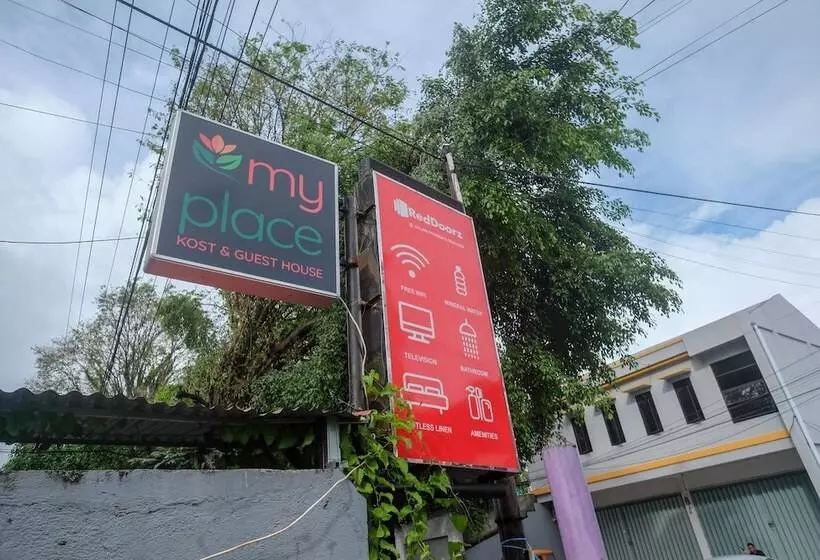 my
place
KOST & GUEST HOUSE
RedDoorz
FREE WIFI
MINERAL WATER
TELEVISION
BATHROOM
LINEN
AMENITIES